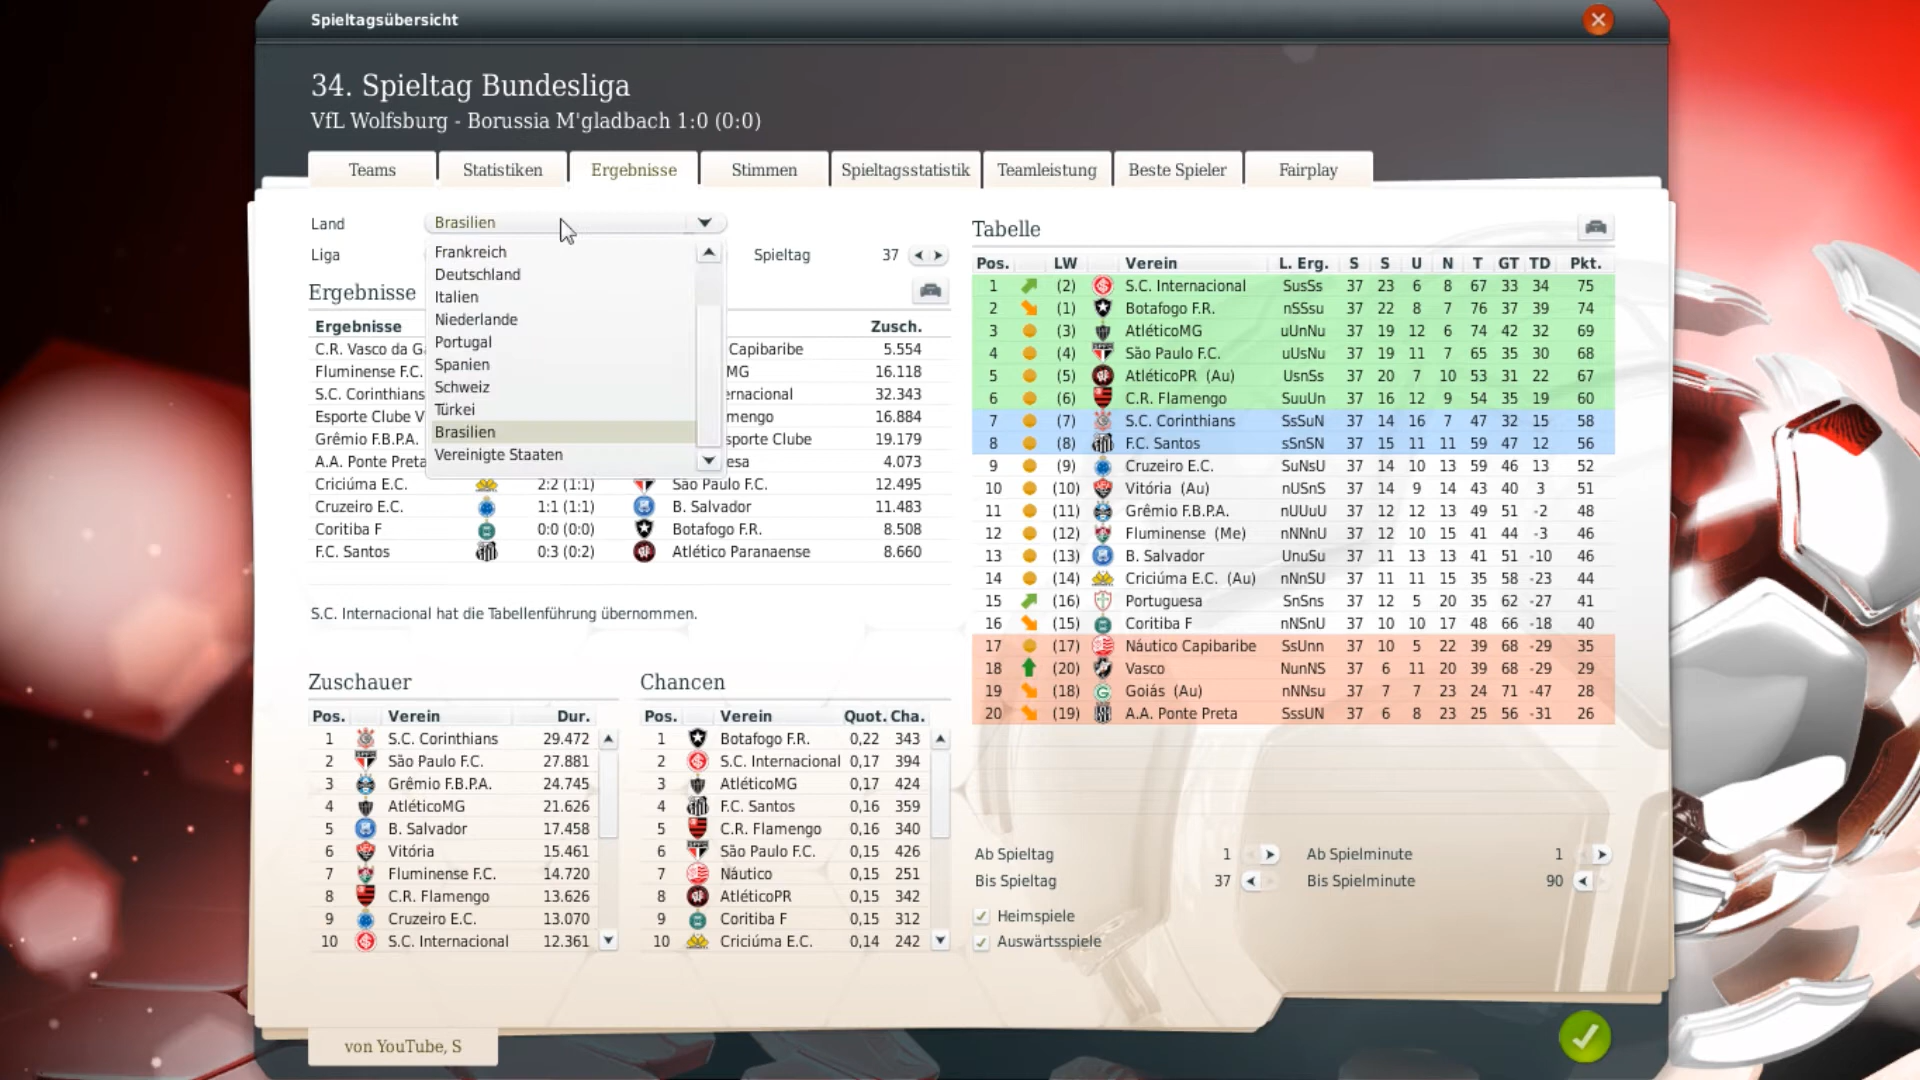 Spieltagsübersicht
34. Spieltag Bundesliga
VfL Wolfsburg - Borussia M'gladbach 1:0 (0:0)
Teams Statistiken Ergebnisse Stimmen Spieltagsstatistik Teamleistung Beste Spieler Fairplay
Land Brasilien
Liga Spieltag 37
Frankreich
Deutschland
Italien
Niederlande
Portugal
Spanien
Schweiz
Türkei
Brasilien
Vereinigte Staaten
Ergebnisse
Ergebnisse Zusch.
C.R. Vasco da Capibaribe 5.554
Fluminense F.C. MG 16.118
S.C. Corinthians 32.343
Esporte Clube 16.884
Grêmio F.B.P.A. sporte Clube 19.179
A.A. Ponte Preta 4.073
Criciúma E.C. 2:2 (1:1) São Paulo F.C. 12.495
Cruzeiro E.C. 1:1 (1:1) B. Salvador 11.483
Coritiba F 0:0 (0:0) Botafogo F.R. 8.508
F.C. Santos 0:3 (0:2) Atlético Paranaense 8.660
S.C. Internacional hat die Tabellenführung übernommen.
Zuschauer
Pos. Verein Dur.
1 S.C. Corinthians 29.472
2 São Paulo F.C. 27.881
3 Grêmio F.B.P.A. 24.745
4 AtléticoMG 21.626
5 B. Salvador 17.458
6 Vitória 15.461
7 Fluminense F.C. 14.720
8 C.R. Flamengo 13.626
9 Cruzeiro E.C. 13.070
10 S.C. Internacional 12.361
Chancen
Pos. Verein Quot. Cha.
1 Botafogo F.R. 0,22 343
2 S.C. Internacional 0,17 394
3 AtléticoMG 0,17 424
4 F.C. Santos 0,16 359
5 C.R. Flamengo 0,16 340
6 São Paulo F.C. 0,15 426
7 Náutico 0,15 251
8 AtléticoPR 0,15 342
9 Coritiba F 0,15 312
10 Criciúma E.C. 0,14 242
Tabelle
Pos. LW Verein L. Erg. S S U N T GT TD Pkt.
1 (2) S.C. Internacional SusSs 37 23 6 8 67 33 34 75
2 (1) Botafogo F.R. nSSsu 37 22 8 7 76 37 39 74
3 (3) AtléticoMG uUnNu 37 19 12 6 74 42 32 69
4 (4) São Paulo F.C. uUsNu 37 19 11 7 65 35 30 68
5 (5) AtléticoPR (Au) UsnSs 37 20 7 10 53 31 22 67
6 (6) C.R. Flamengo SuuUn 37 16 12 9 54 35 19 60
7 (7) S.C. Corinthians SsSuN 37 14 16 7 47 32 15 58
8 (8) F.C. Santos sSnSN 37 15 11 11 59 47 12 56
9 (9) Cruzeiro E.C. SuNsU 37 14 10 13 59 46 13 52
10 (10) Vitória (Au) nUSnS 37 14 9 14 43 40 3 51
11 (11) Grêmio F.B.P.A. nUUuU 37 12 12 13 49 51 -2 48
12 (12) Fluminense (Me) nNNnU 37 12 10 15 41 44 -3 46
13 (13) B. Salvador UnuSu 37 11 13 13 41 51 -10 46
14 (14) Criciúma E.C. (Au) nNnSU 37 11 11 15 35 58 -23 44
15 (16) Portuguesa SnSns 37 12 5 20 35 62 -27 41
16 (15) Coritiba F nNSnU 37 10 10 17 48 66 -18 40
17 (17) Náutico Capibaribe SsUnn 37 10 5 22 39 68 -29 35
18 (20) Vasco NunNS 37 6 11 20 39 68 -29 29
19 (18) Goiás (Au) nNNsu 37 7 7 23 24 71 -47 28
20 (19) A.A. Ponte Preta SssUN 37 6 8 23 25 56 -31 26
Ab Spieltag 1 Ab Spielminute 1
Bis Spieltag 37 Bis Spielminute 90
Heimspiele
Auswärtsspiele
von YouTube, S